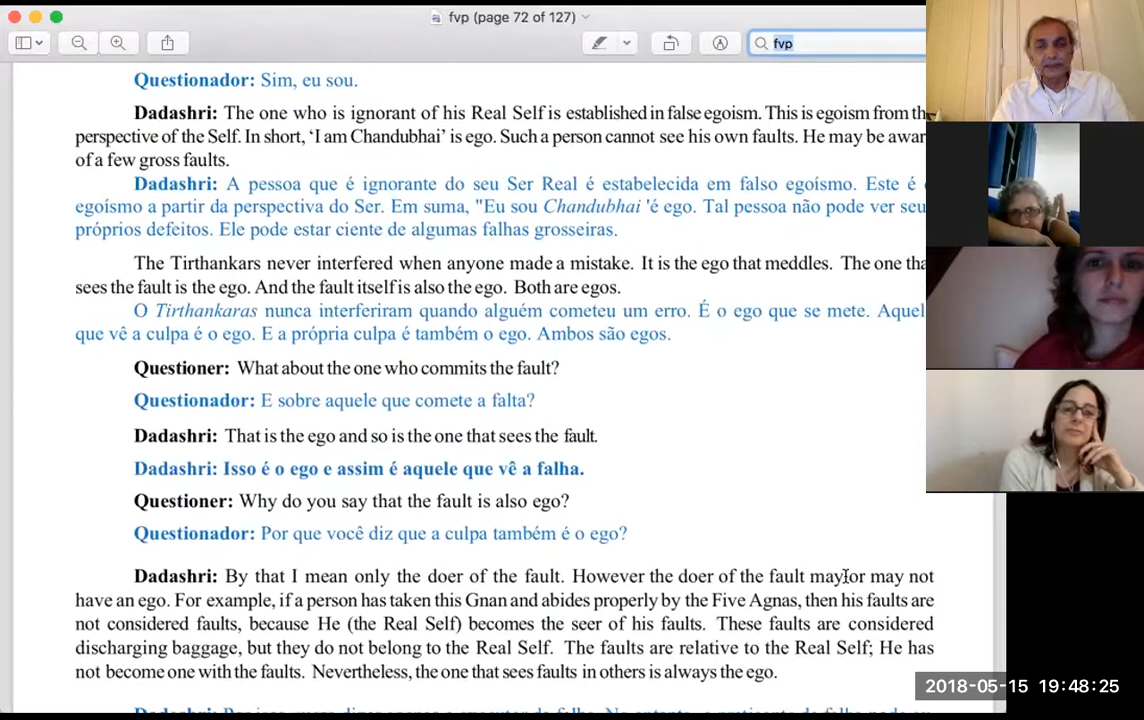 fvp (page 72 of 127)
fvp
Questionador: Sim, eu sou.
Dadashri: The one who is ignorant of his Real Self is established in false egoism. This is egoism from th
perspective of the Self. In short, ‘I am Chandubhai’ is ego. Such a person cannot see his own faults. He may be awar
of a few gross faults.
Dadashri: A pessoa que é ignorante do seu Ser Real é estabelecida em falso egoísmo. Este é
egoísmo a partir da perspectiva do Ser. Em suma, "Eu sou Chandubhai 'é ego. Tal pessoa não pode ver seu
próprios defeitos. Ele pode estar ciente de algumas falhas grosseiras.
The Tirthankars never interfered when anyone made a mistake. It is the ego that meddles. The one tha
sees the fault is the ego. And the fault itself is also the ego. Both are egos.
O Tirthankaras nunca interferiram quando alguém cometeu um erro. É o ego que se mete. Aquel
que vê a culpa é o ego. E a própria culpa é também o ego. Ambos são egos.
Questioner: What about the one who commits the fault?
Questionador: E sobre aquele que comete a falta?
Dadashri: That is the ego and so is the one that sees the fault.
Dadashri: Isso é o ego e assim é aquele que vê a falha.
Questioner: Why do you say that the fault is also ego?
Questionador: Por que você diz que a culpa também é o ego?
Dadashri: By that I mean only the doer of the fault. However the doer of the fault may or may not
have an ego. For example, if a person has taken this Gnan and abides properly by the Five Agnas, then his faults are
not considered faults, because He (the Real Self) becomes the seer of his faults. These faults are considered
discharging baggage, but they do not belong to the Real Self. The faults are relative to the Real Self; He has
not become one with the faults. Nevertheless, the one that sees faults in others is always the ego.
2018-05-15 19:48:25